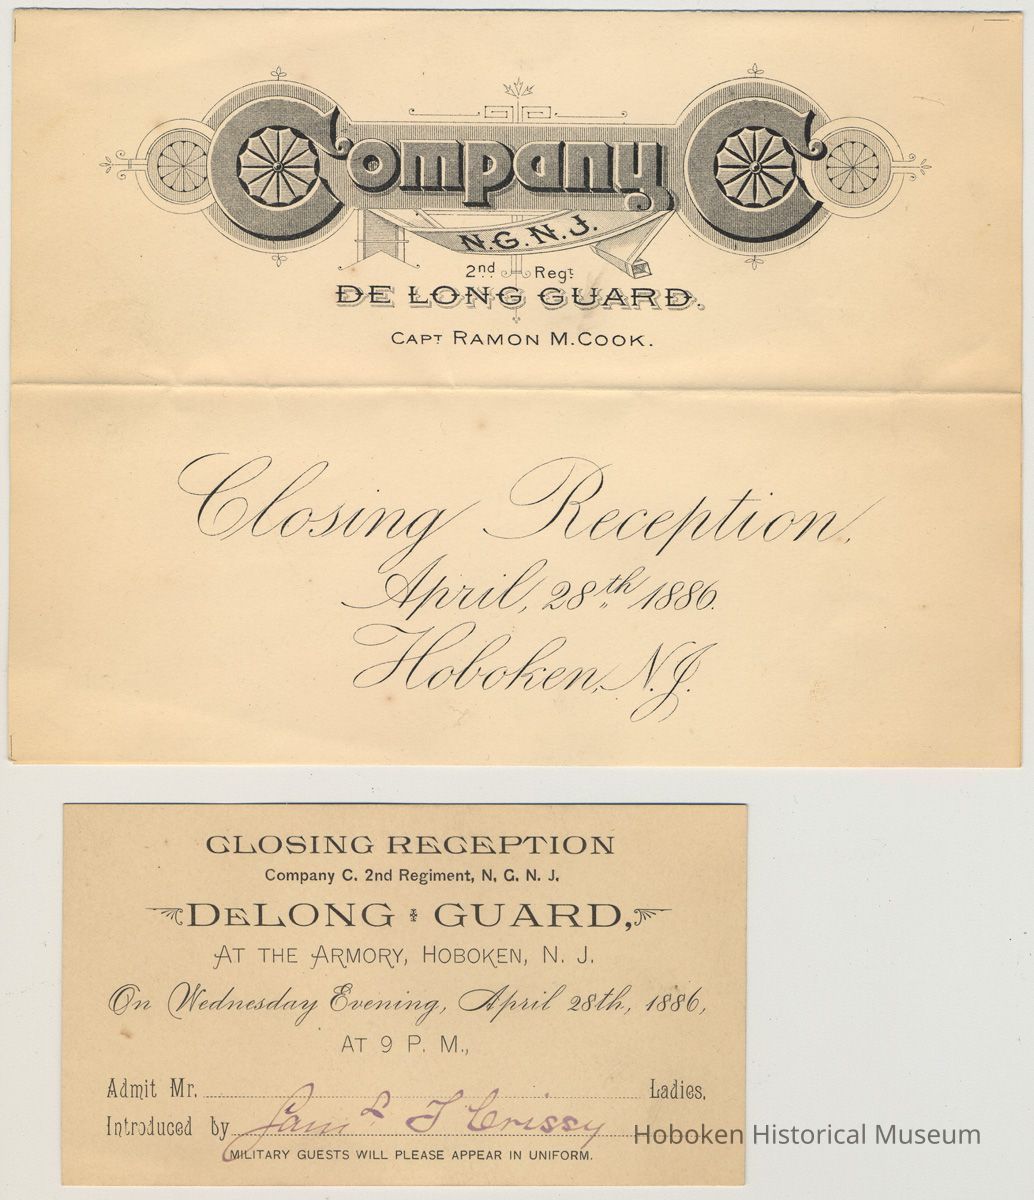 Company C
N.G.N.J.
2nd Regt
DE LONG GUARD.
CAPT RAMON M. COOK.
Closing Reception,
April, 28th 1886.
Hoboken, N.J.
CLOSING RECEPTION
Company C. 2nd Regiment, N. G. N. J.
DELONG GUARD,
AT THE ARMORY, HOBOKEN, N. J.
On Wednesday Evening, April 28th, 1886,
AT 9 P. M.,
Admit Mr. Ladies,
Introduced by Saml F Crissy
MILITARY GUESTS WILL PLEASE APPEAR IN UNIFORM.
Hoboken Historical Museum